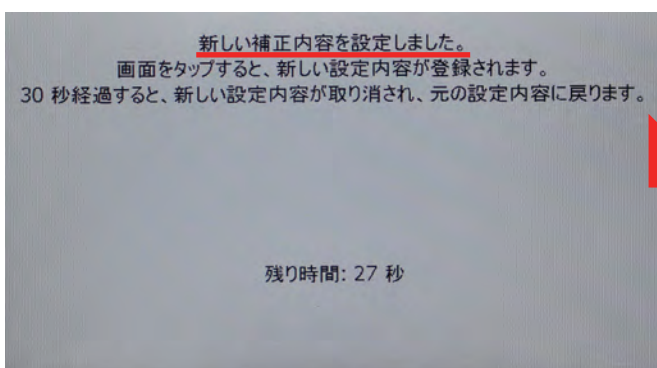 新しい補正内容を設定しました。
画面をタップすると、新しい設定内容が登録されます。
30 秒経過すると、新しい設定内容が取り消され、元の設定内容に戻ります。
残り時間: 27 秒